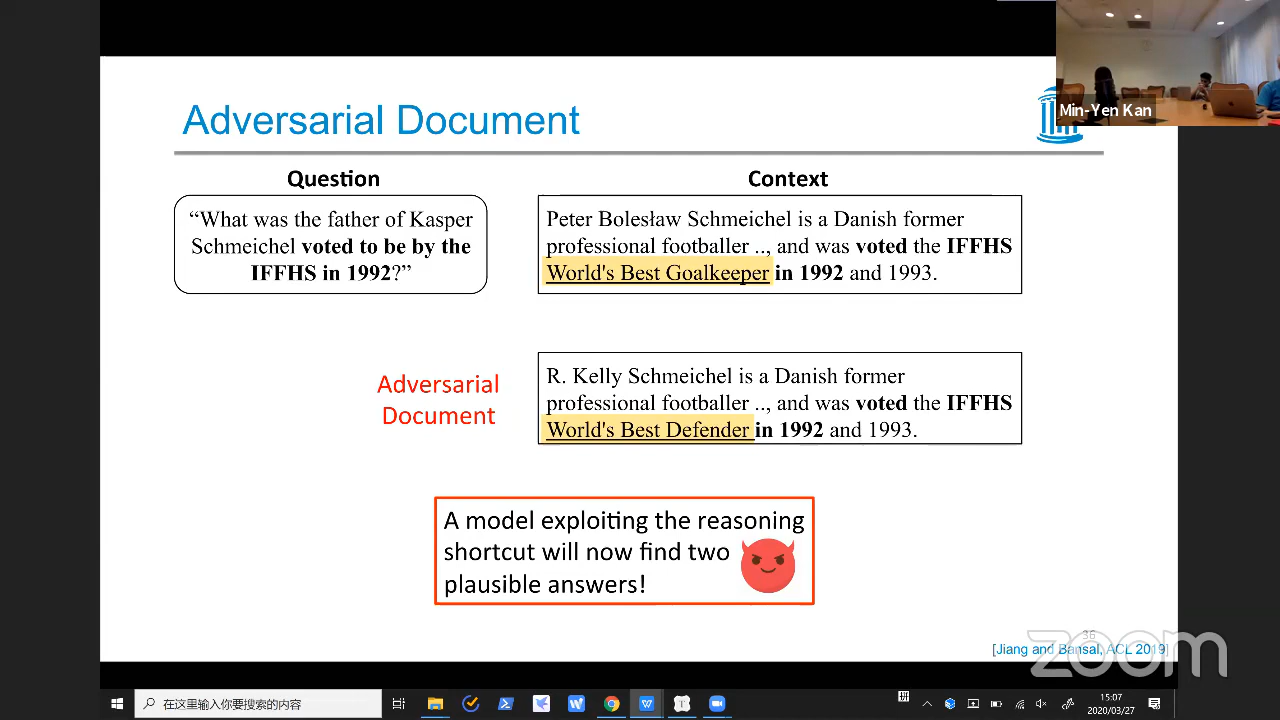 Adversarial Document
Min-Yen Kan
Question
Context
“What was the father of Kasper
Schmeichel voted to be by the
IFFHS in 1992?”
Peter Bolesław Schmeichel is a Danish former
professional footballer .., and was voted the IFFHS
World's Best Goalkeeper in 1992 and 1993.
Adversarial
Document
R. Kelly Schmeichel is a Danish former
professional footballer .., and was voted the IFFHS
World's Best Defender in 1992 and 1993.
A model exploiting the reasoning
shortcut will now find two
plausible answers!
36
[Jiang and Bansal, ACL 2019]
zoom
在这里输入你要搜索的内容
拼
15:07
2020/03/27